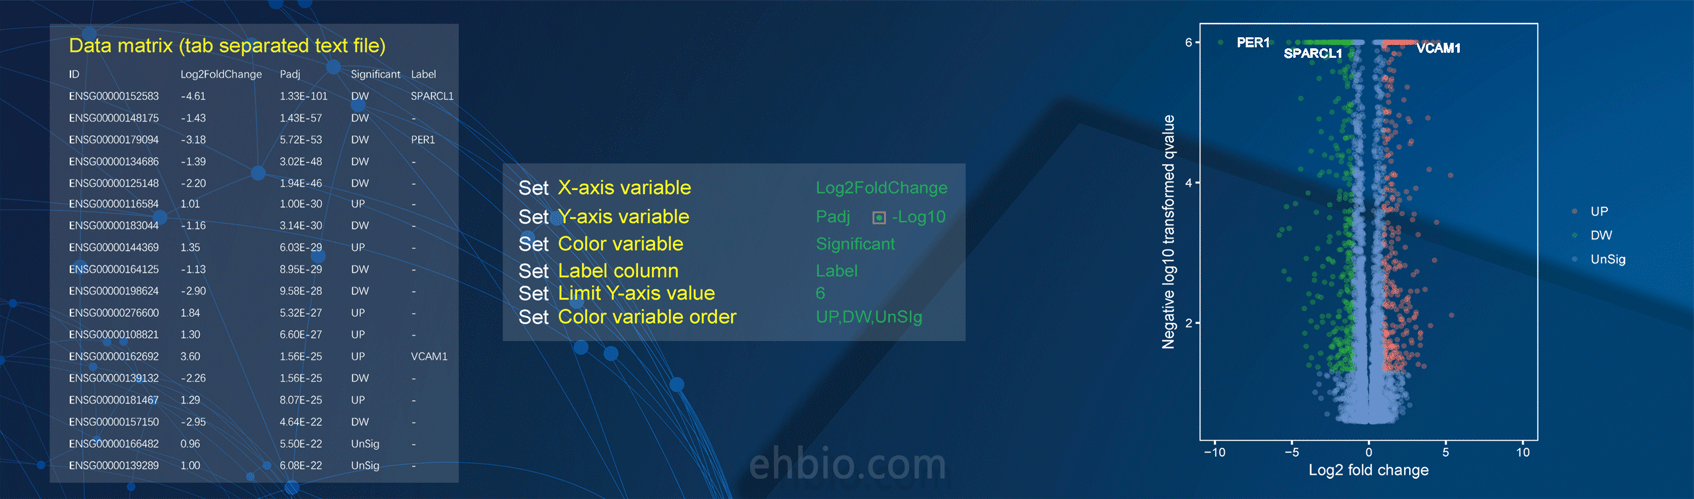 Data matrix (tab separated text file)
ID Log2FoldChange Padj Significant Label
ENSG00000152583 -4.61 1.33E-101 DW SPARCL1
ENSG00000148175 -1.43 1.43E-57 DW -
ENSG00000179094 -3.18 5.72E-53 DW PER1
ENSG00000134686 -1.39 3.02E-48 DW -
ENSG00000125148 -2.20 1.94E-46 DW -
ENSG00000116584 1.01 1.00E-30 UP -
ENSG00000183044 -1.16 3.14E-30 DW -
ENSG00000144369 1.35 6.03E-29 UP -
ENSG00000164125 -1.13 8.95E-29 DW -
ENSG00000198624 -2.90 9.58E-28 DW -
ENSG00000276600 1.84 5.32E-27 UP -
ENSG00000108821 1.30 6.60E-27 UP -
ENSG00000162692 3.60 1.56E-25 UP VCAM1
ENSG00000139132 -2.26 1.56E-25 DW -
ENSG00000181467 1.29 8.07E-25 UP -
ENSG00000157150 -2.95 4.64E-22 DW -
ENSG00000166482 0.96 5.50E-22 UnSig -
ENSG00000139289 1.00 6.08E-22 UnSig -
Set X-axis variable Log2FoldChange
Set Y-axis variable Padj -Log10
Set Color variable Significant
Set Label column Label
Set Limit Y-axis value 6
Set Color variable order UP,DW,UnSIg
ehbio.com
Negative log10 transformed qvalue
6
4
2
PER1
SPARCL1
VCAM1
−10 −5 0 5 10
Log2 fold change
UP
DW
UnSig